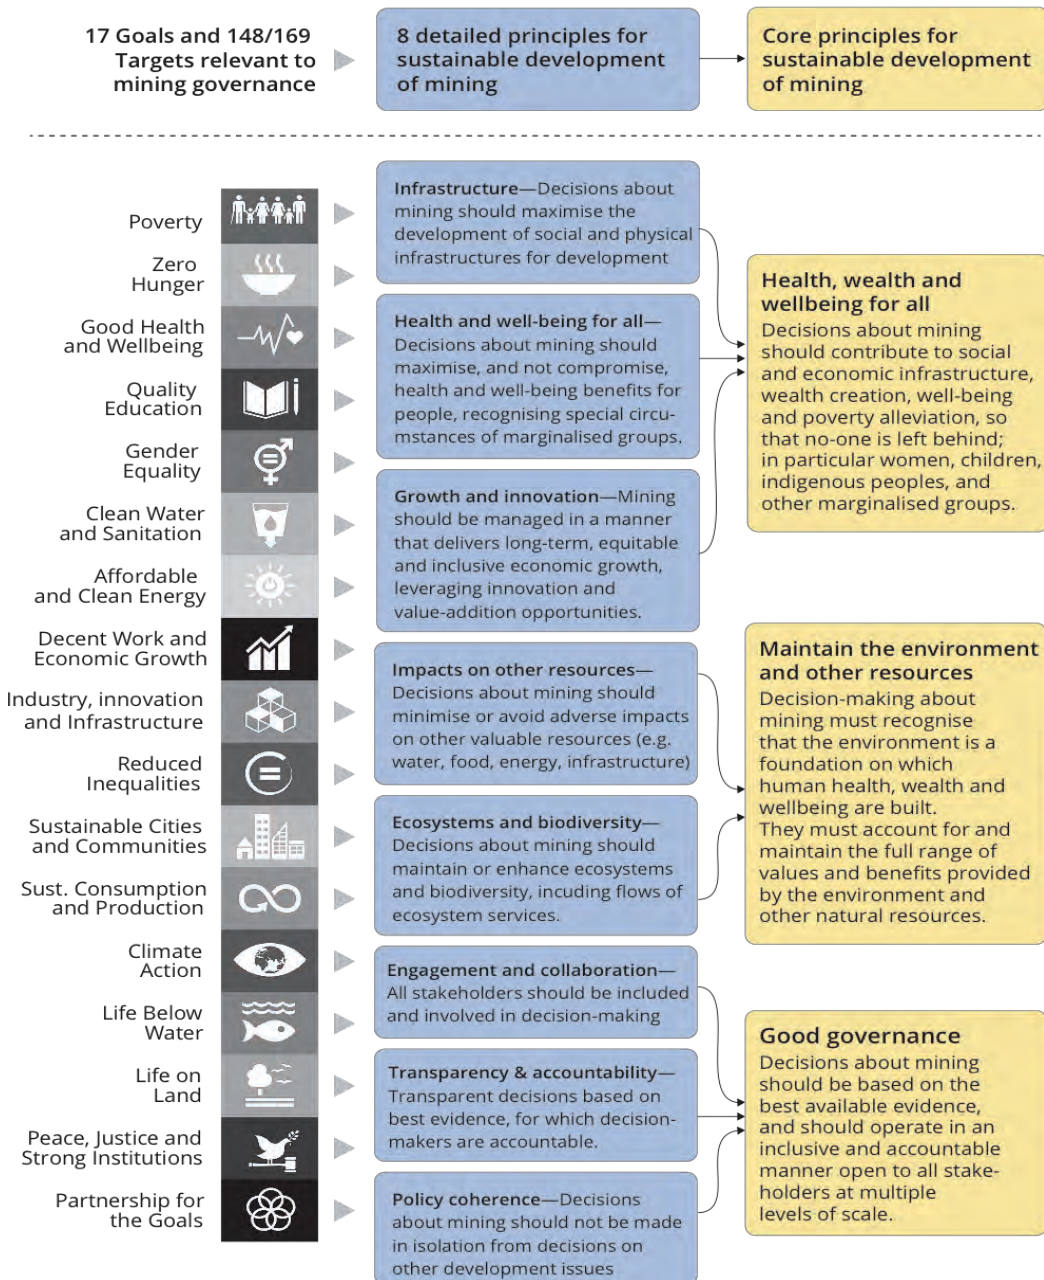 17 Goals and 148/169
Targets relevant to
mining governance
8 detailed principles for
sustainable development
of mining
Core principles for
sustainable development
of mining
Poverty
Zero
Hunger
Good Health
and Wellbeing
Quality
Education
Gender
Equality
Clean Water
and Sanitation
Affordable
and Clean Energy
Decent Work and
Economic Growth
Industry, innovation
and Infrastructure
Reduced
Inequalities
Sustainable Cities
and Communities
Sust. Consumption
and Production
Climate
Action
Life Below
Water
Life on
Land
Peace, Justice and
Strong Institutions
Partnership for
the Goals
Infrastructure—Decisions about
mining should maximise the
development of social and physical
infrastructures for development
Health and well-being for all—
Decisions about mining should
maximise, and not compromise,
health and well-being benefits for
people, recognising special circu-
mstances of marginalised groups.
Growth and innovation—Mining
should be managed in a manner
that delivers long-term, equitable
and inclusive economic growth,
leveraging innovation and
value-addition opportunities.
Impacts on other resources—
Decisions about mining should
minimise or avoid adverse impacts
on other valuable resources (e.g.
water, food, energy, infrastructure)
Ecosystems and biodiversity—
Decisions about mining should
maintain or enhance ecosystems
and biodiversity, incuding flows of
ecosystem services.
Engagement and collaboration—
All stakeholders should be included
and involved in decision-making
Transparency & accountability—
Transparent decisions based on
best evidence, for which decision-
makers are accountable.
Policy coherence—Decisions
about mining should not be made
in isolation from decisions on
other development issues
Health, wealth and
wellbeing for all
Decisions about mining
should contribute to social
and economic infrastructure,
wealth creation, well-being
and poverty alleviation, so
that no-one is left behind;
in particular women, children,
indigenous peoples, and
other marginalised groups.
Maintain the environment
and other resources
Decision-making about
mining must recognise
that the environment is a
foundation on which
human health, wealth and
wellbeing are built.
They must account for and
maintain the full range of
values and benefits provided
by the environment and
other natural resources.
Good governance
Decisions about mining
should be based on the
best available evidence,
and should operate in an
inclusive and accountable
manner open to all stake-
holders at multiple
levels of scale.